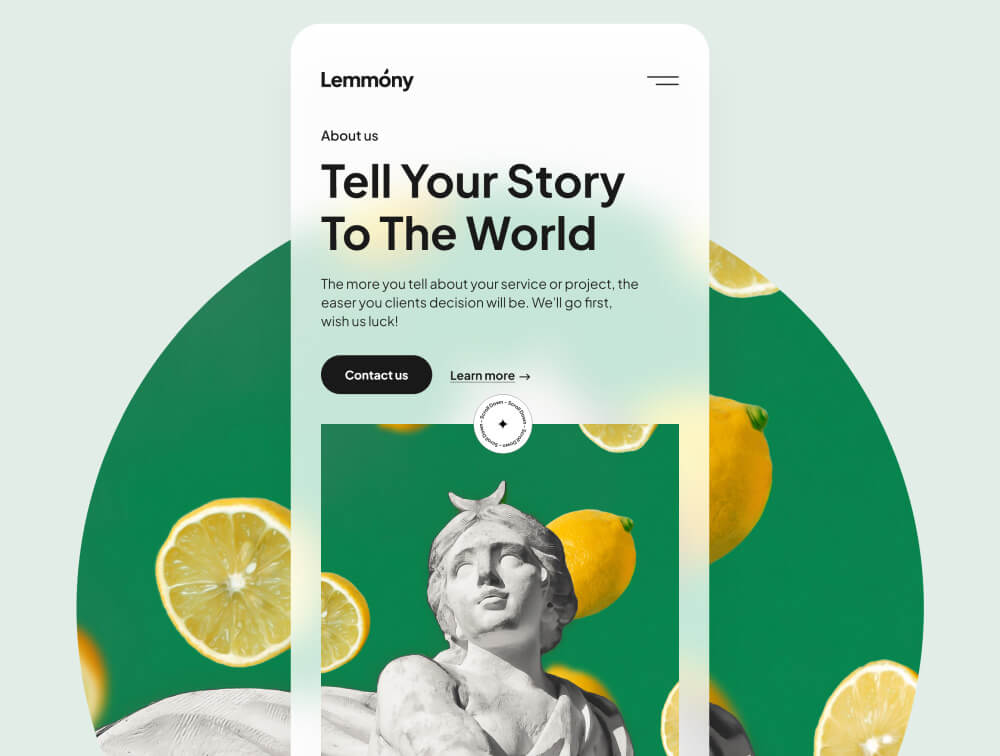 Lemmóny
About us
Tell Your Story
To The World
The more you tell about your service or project, the
easer you clients decision will be. We'll go first,
wish us luck!
Contact us
Learn more →
Scroll Down - Scroll Down - Scroll Down - Scroll Down -